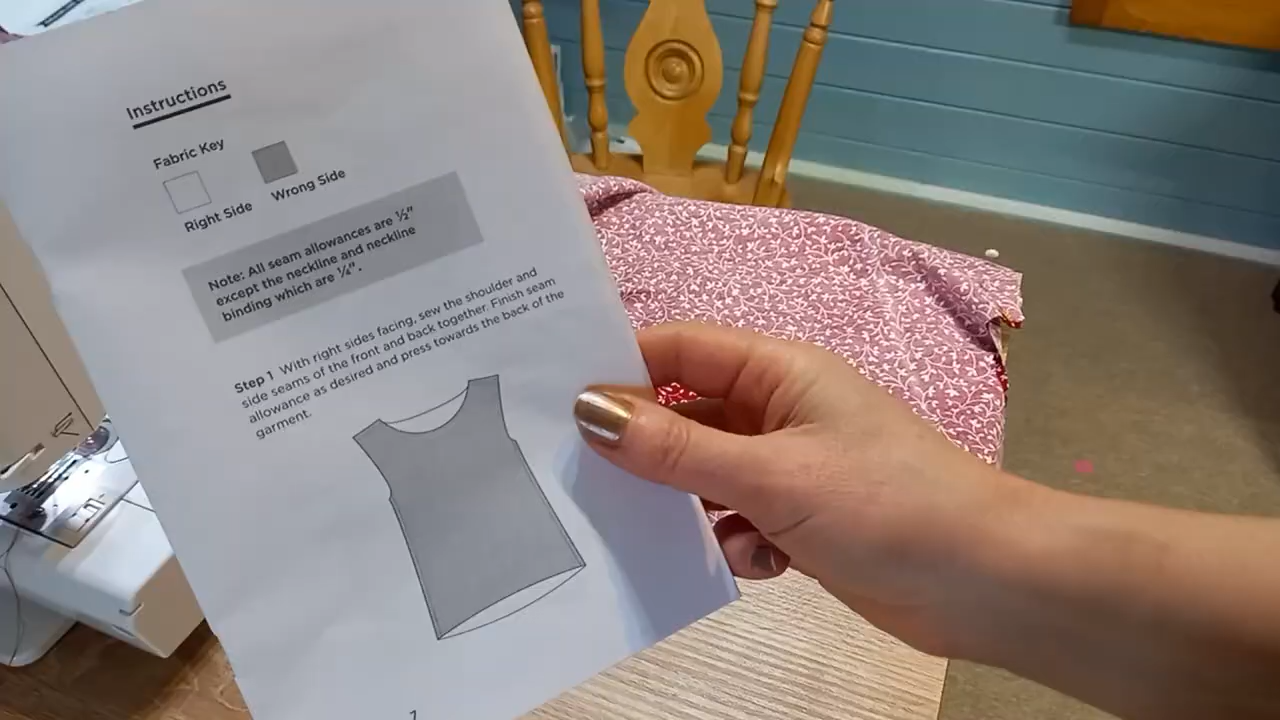 Instructions
Fabric Key
Right Side
Wrong Side
Note: All seam allowances are ½"
except the neckline and neckline
binding which are ¼".
Step 1 With right sides facing, sew the shoulder and
side seams of the front and back together. Finish seam
allowance as desired and press towards the back of the
garment.